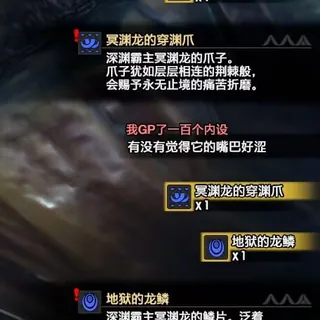 冥渊龙的穿渊爪
深渊霸主冥渊龙的爪子。
爪子犹如层层相连的荆棘般，
会赐予永无止境的痛苦折磨。
我GP了一百个内设
有没有觉得它的嘴巴好涩
冥渊龙的穿渊爪
x1
地狱的龙鳞
x1
地狱的龙鳞
深渊霸主冥渊龙的鳞片。泛着